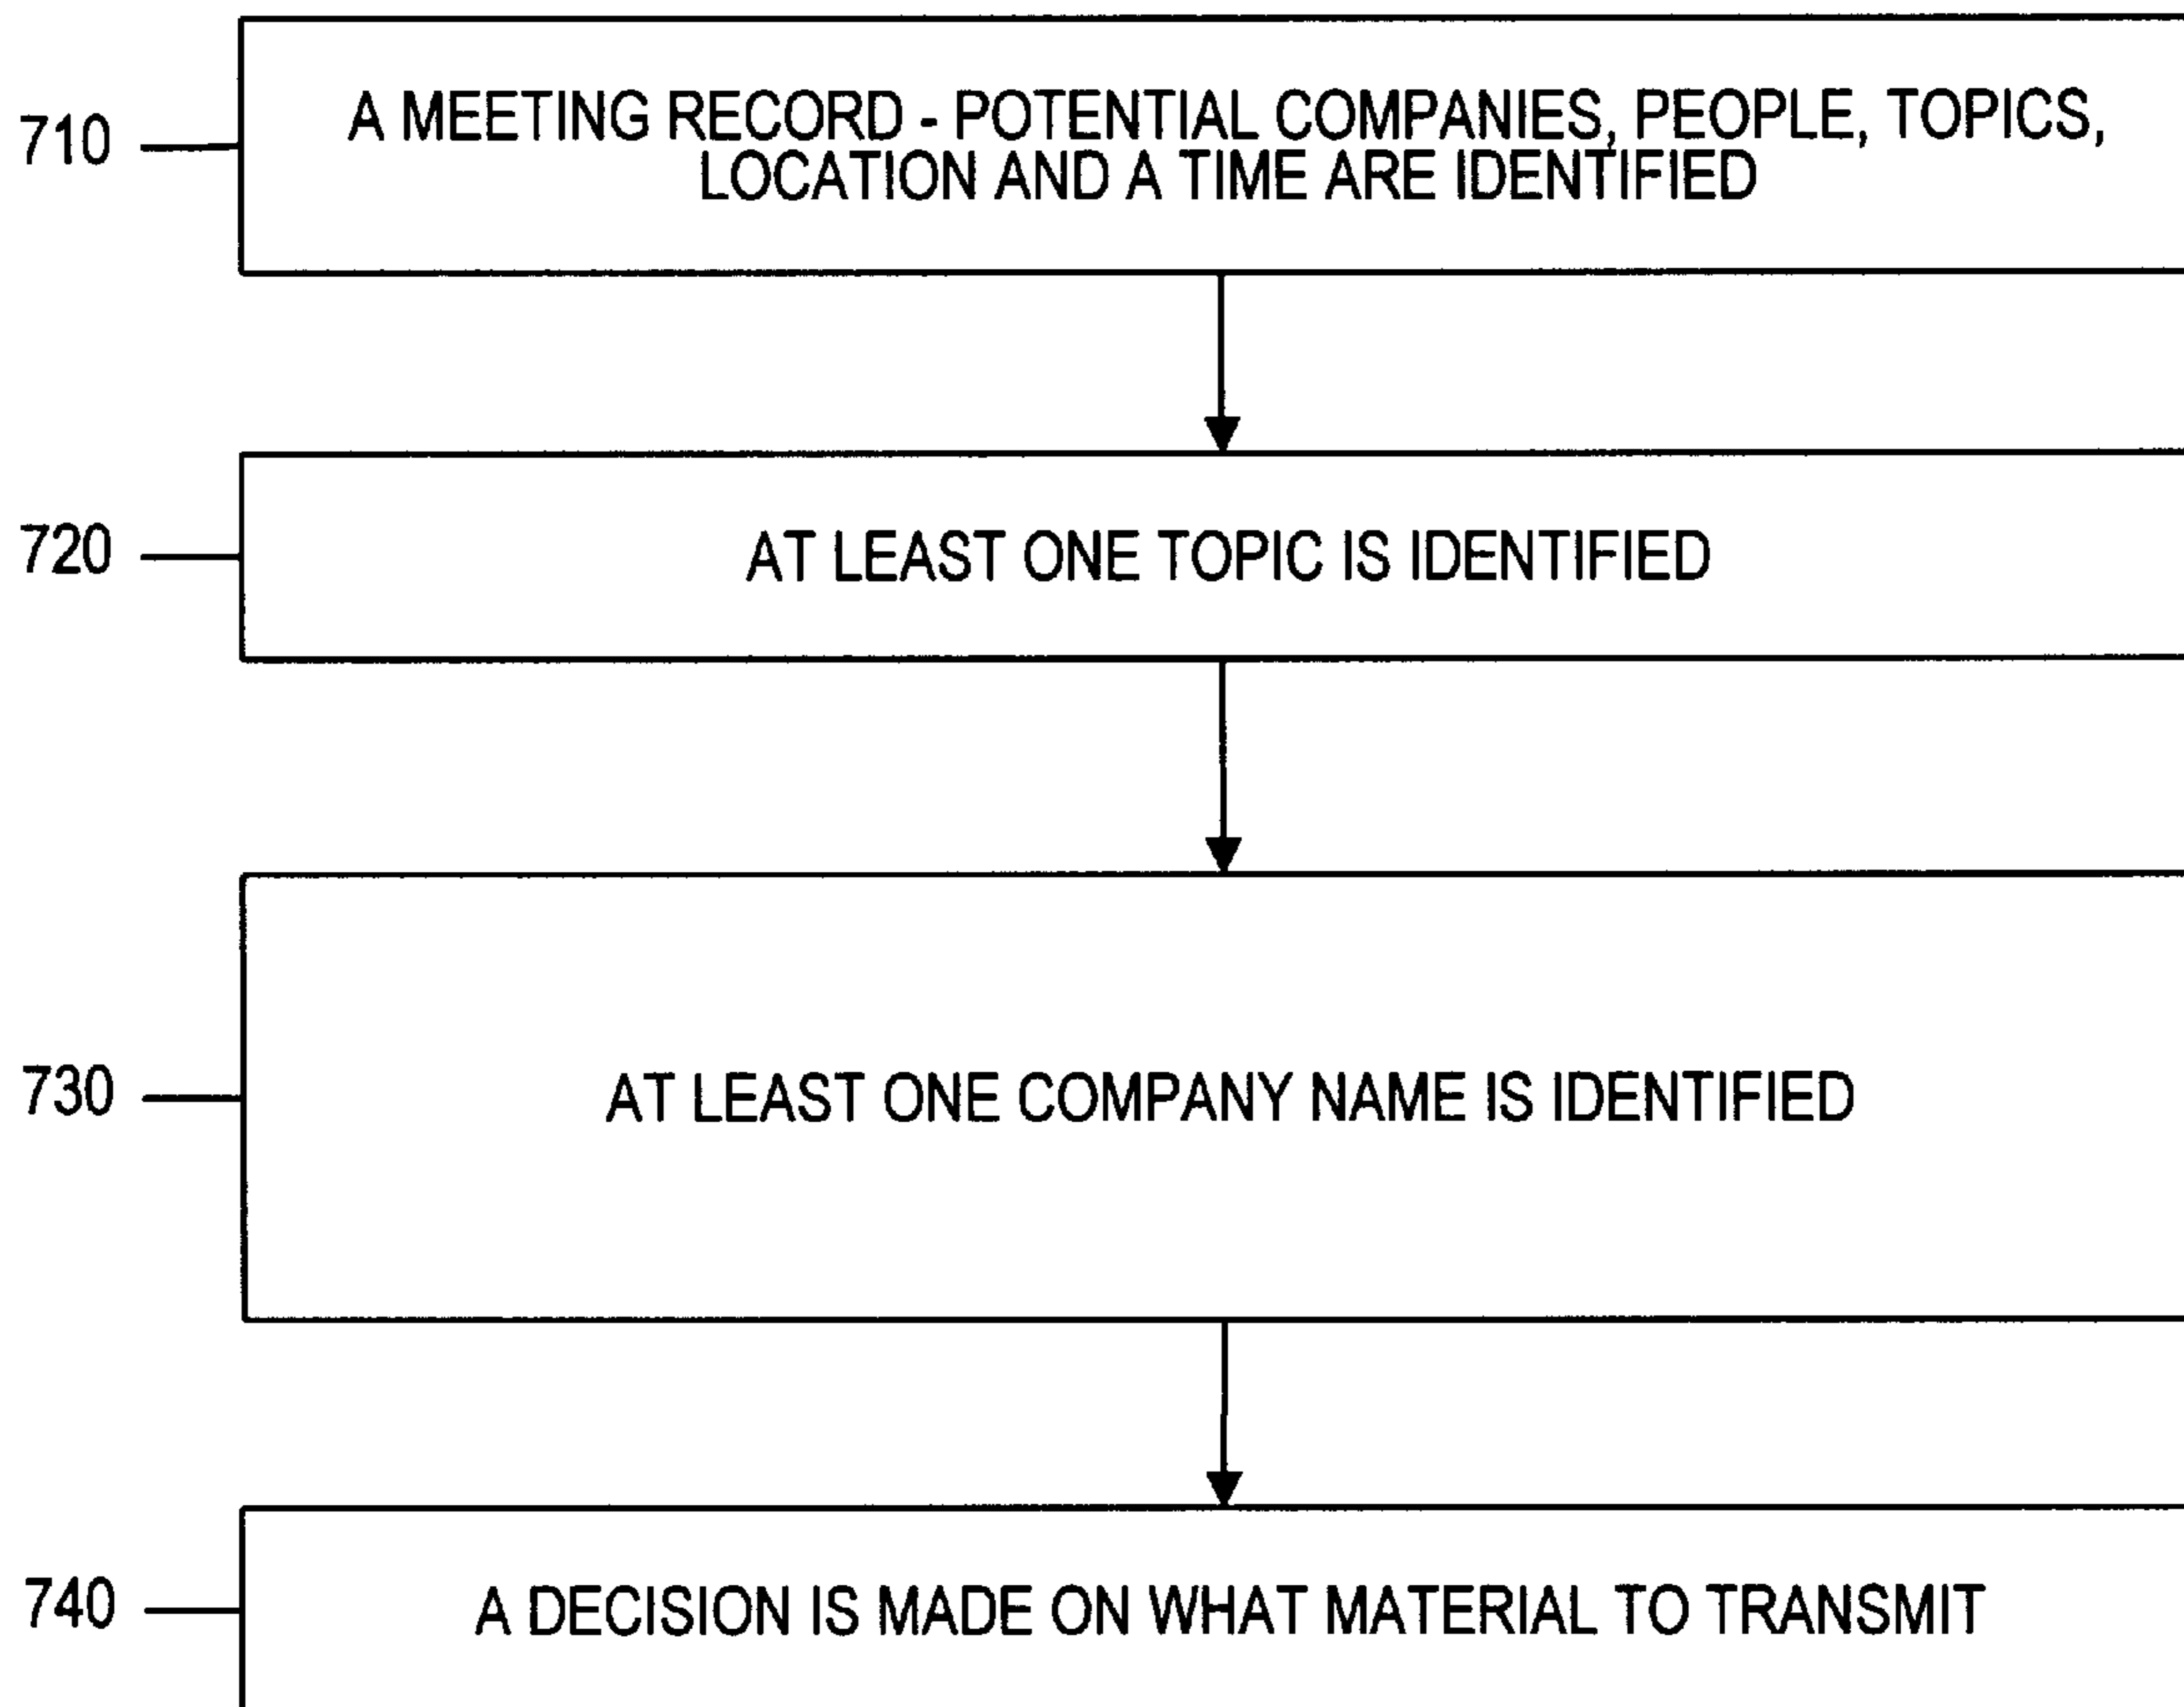 710
A MEETING RECORD - POTENTIAL COMPANIES, PEOPLE, TOPICS,
LOCATION AND A TIME ARE IDENTIFIED
720
AT LEAST ONE TOPIC IS IDENTIFIED
730
AT LEAST ONE COMPANY NAME IS IDENTIFIED
740
A DECISION IS MADE ON WHAT MATERIAL TO TRANSMIT